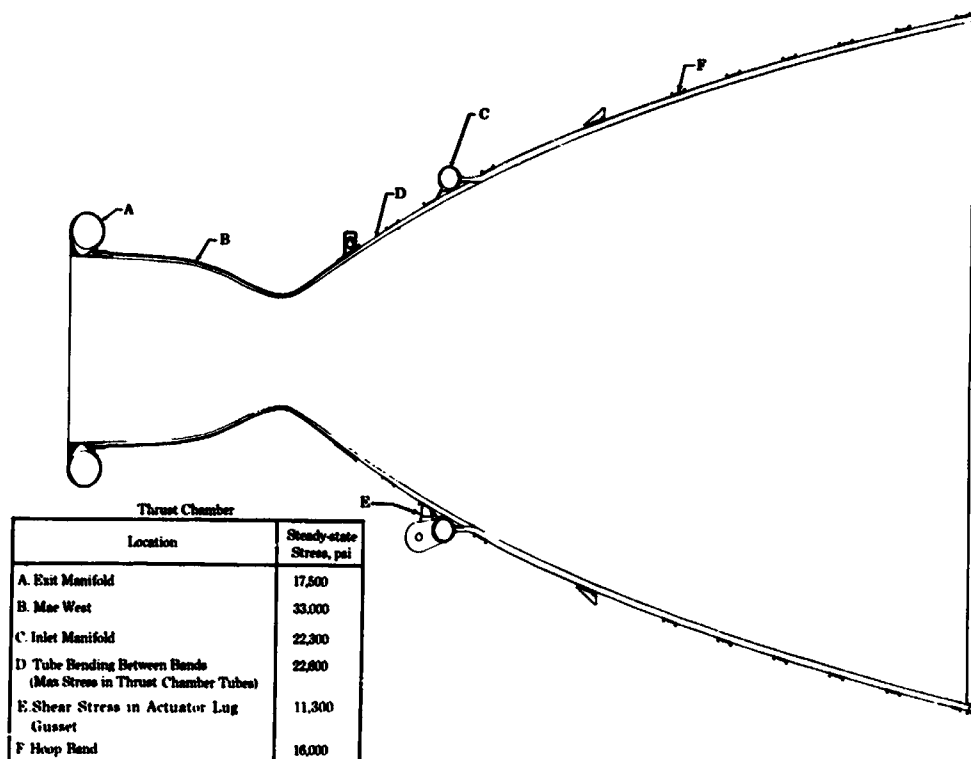 F
C
D
A
B
E
Thrust Chamber
Location Steady-state Stress, psi
A. Exit Manifold 17,500
B. Mae West 33,000
C. Inlet Manifold 22,300
D Tube Bending Between Bands (Max Stress in Thrust Chamber Tubes) 22,600
E. Shear Stress in Actuator Lug Gusset 11,300
F Hoop Band 16,000